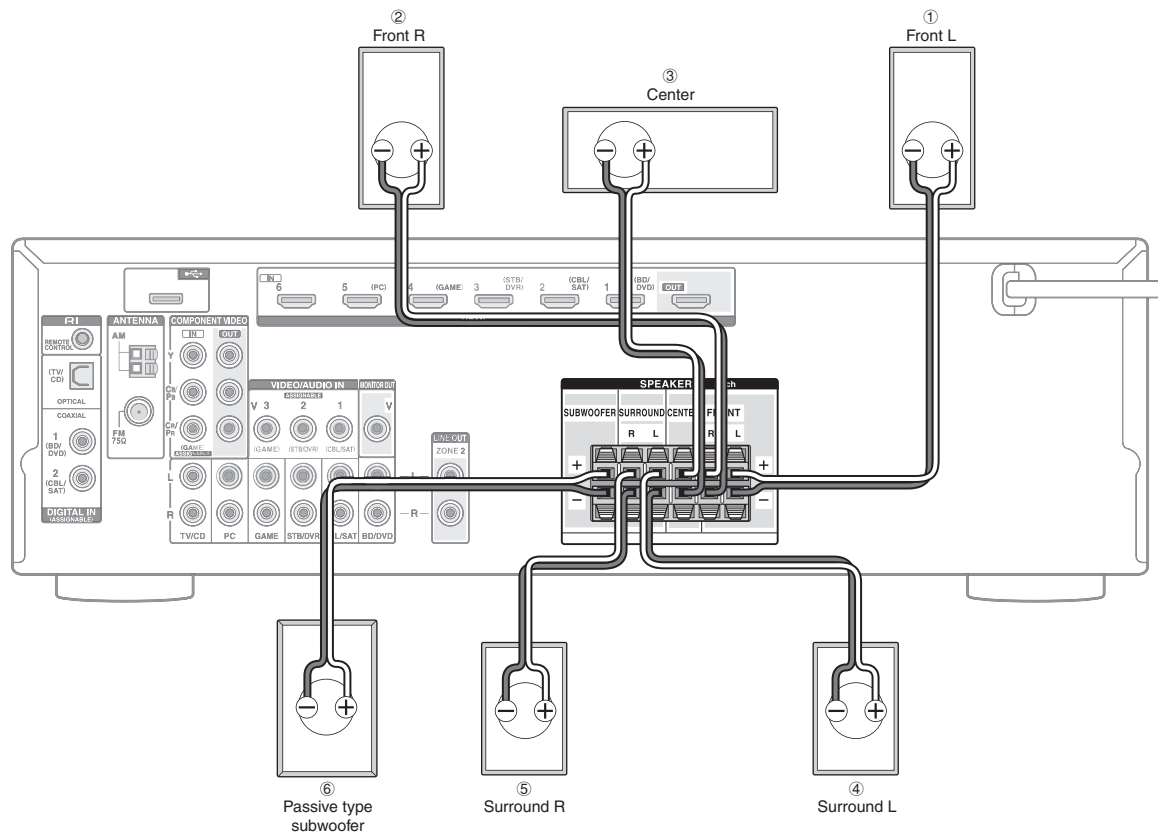 ②
Front R
①
Front L
③
Center
IN
6
5 (PC)
4 (GAME)
3 (STB/
DVR)
2 (CBL/
SAT)
1 (BD/
DVD)
OUT
RI
REMOTE
CONTROL
(TV/
CD)
OPTICAL
COAXIAL
1
(BD/
DVD)
2
(CBL/
SAT)
DIGITAL IN
(ASSIGNABLE)
ANTENNA
AM
FM
75Ω
COMPONENT VIDEO
IN
OUT
Y
CB/
PB
CR/
PR
(GAME)
L
R
TV/CD
PC
GAME
STB/DVR
BD/DVD
VIDEO/AUDIO IN
ASSIGNABLE
V 3
2
1
(GAME)
(STB/DVR)
(CBL/SAT)
MONITOR OUT
V
LINE OUT
ZONE 2
R
SPEAKER
SUBWOOFER
SURROUND
R L
R L
+
−
+
−
− +
− +
− +
− +
− +
− +
⑥
Passive type
subwoofer
⑤
Surround R
④
Surround L